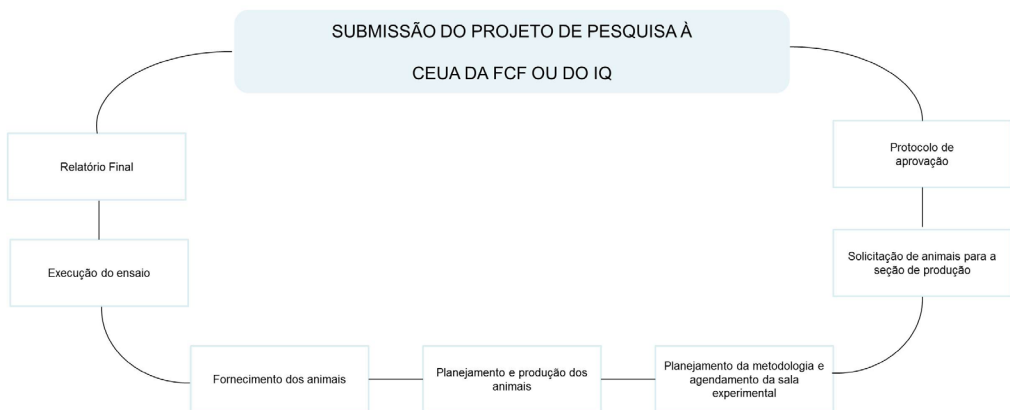 SUBMISSÃO DO PROJETO DE PESQUISA À
CEUA DA FCF OU DO IQ
Protocolo de
aprovação
Solicitação de animais para a
seção de produção
Planejamento da metodologia e
agendamento da sala
experimental
Planejamento e produção dos
animais
Fornecimento dos animais
Execução do ensaio
Relatório Final